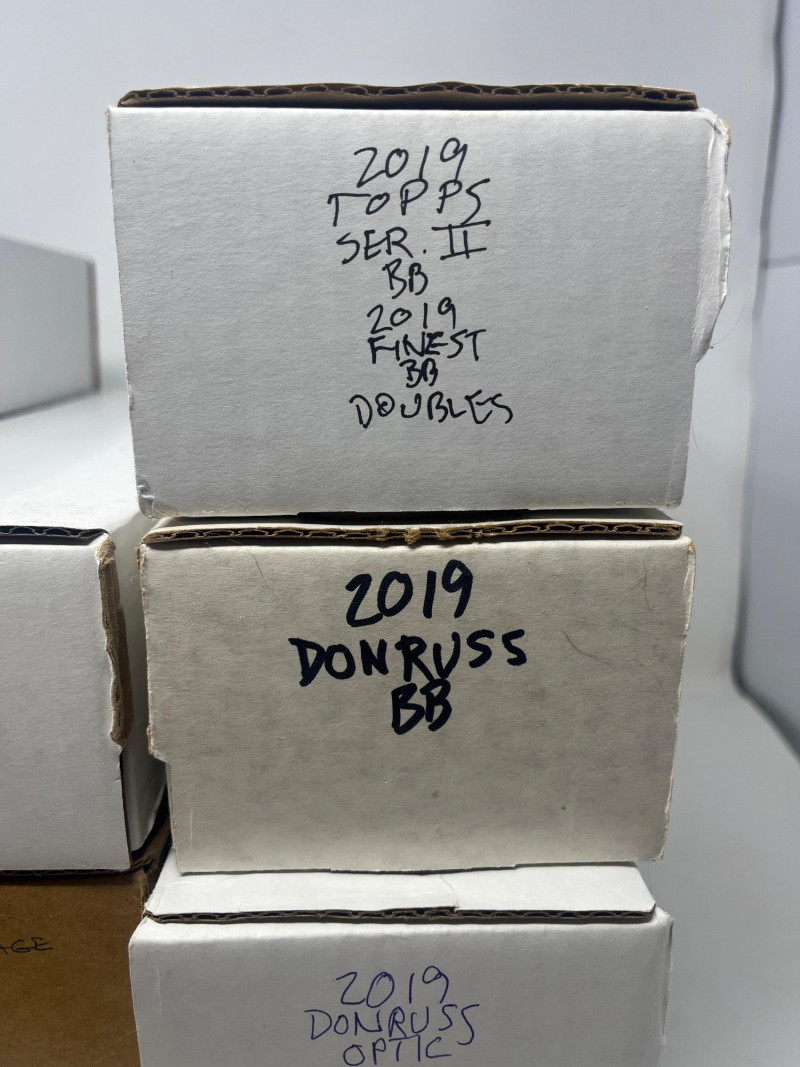 2019
TOPPS
SER. II
BB
2019
FINEST
BB
DOUBLES
2019
DONRUSS
BB
2019
DONRUSS
OPTIC